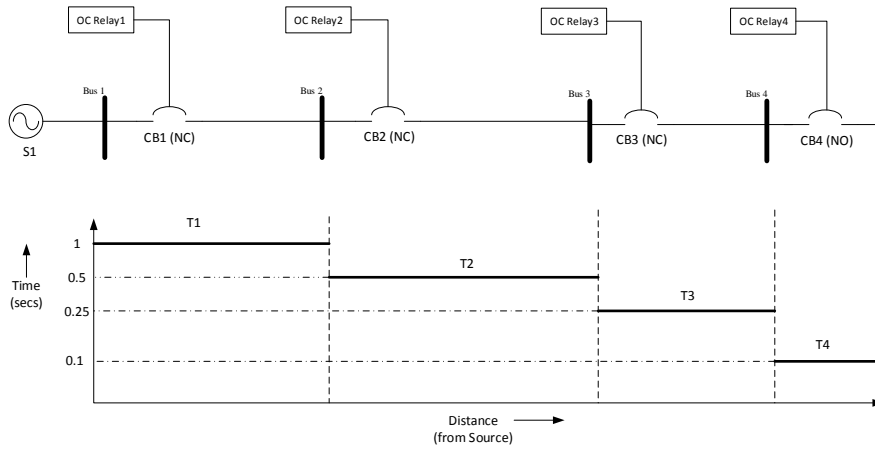 OC Relay1
OC Relay2
OC Relay3
OC Relay4
Bus 1
Bus 2
Bus 3
Bus 4
S1
CB1 (NC)
CB2 (NC)
CB3 (NC)
CB4 (NO)
T1
1
T2
Time
(secs)
0.5
T3
0.25
T4
0.1
Distance
(from Source)